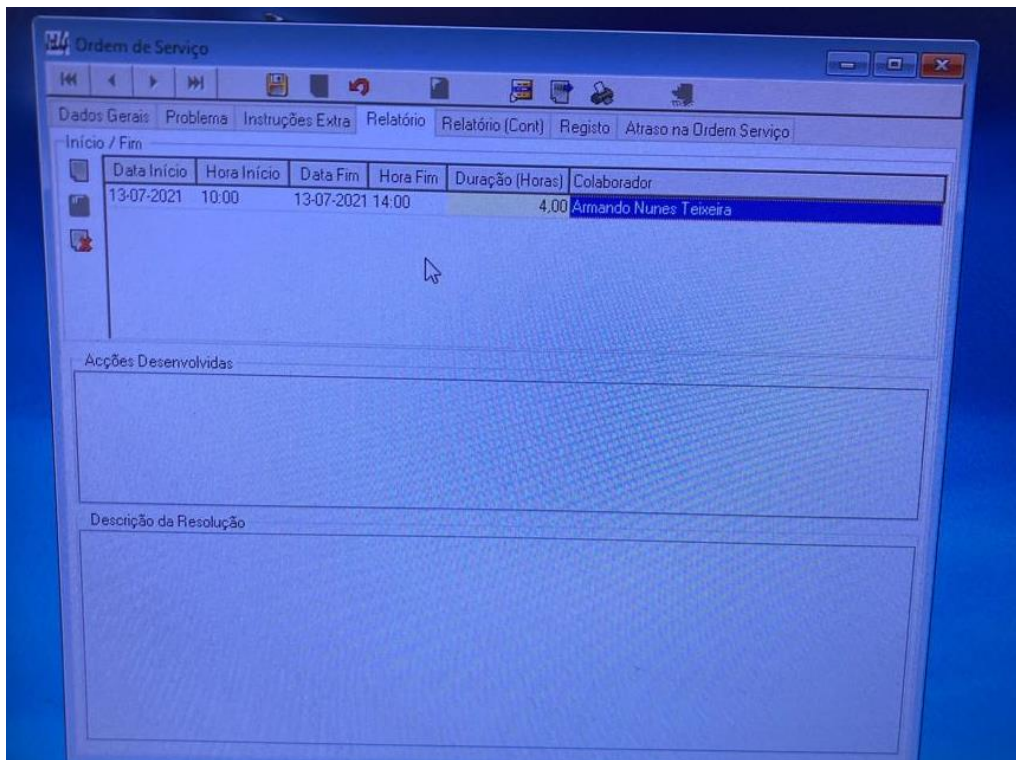 Ordem de Serviço
Dados Gerais Problema Instruções Extra Relatório Relatório (Cont) Registo Atraso na Ordem Serviço
Início / Fim
Data Início Hora Início Data Fim Hora Fim Duração (Horas) Colaborador
13-07-2021 10:00 13-07-2021 14:00 4,00 Armando Nunes Teixeira
Acções Desenvolvidas
Descrição da Resolução